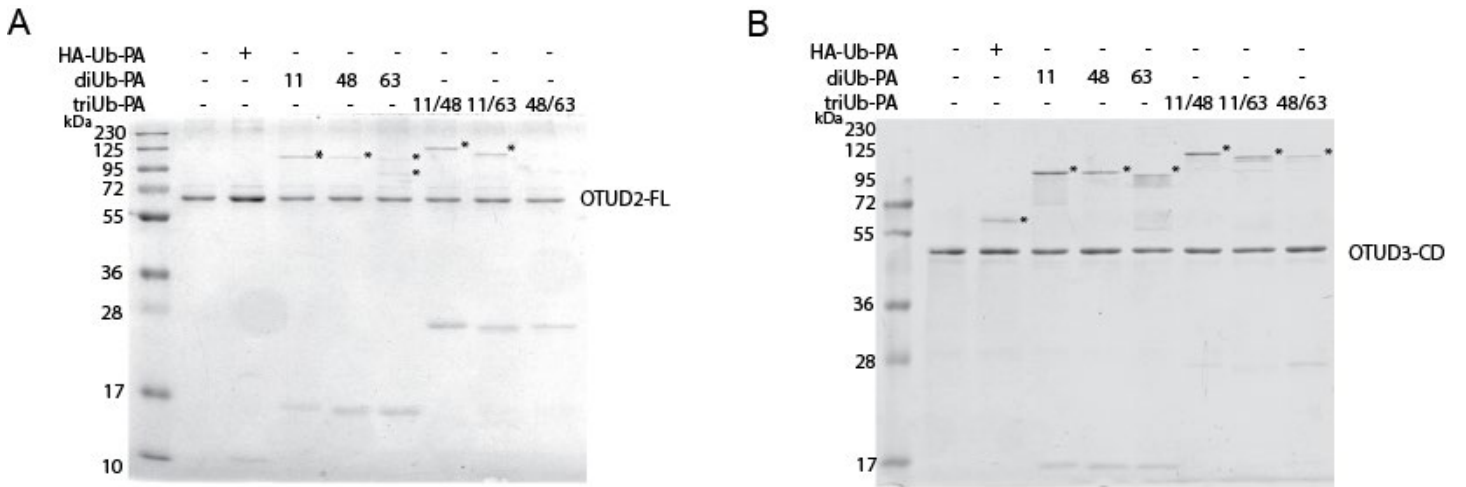 A
HA-Ub-PA - + - - - - - -
diUb-PA - - 11 48 63 - - -
triUb-PA - - - - - 11/48 11/63 48/63
kDa
230
125 * *
95 * * * *
72
55 OTUD2-FL
36
28
17
10
B
HA-Ub-PA - + - - - - - -
diUb-PA - - 11 48 63 - - -
triUb-PA - - - - - 11/48 11/63 48/63
kDa
230
125 * * *
95 * * *
72 *
55 OTUD3-CD
36
28
17